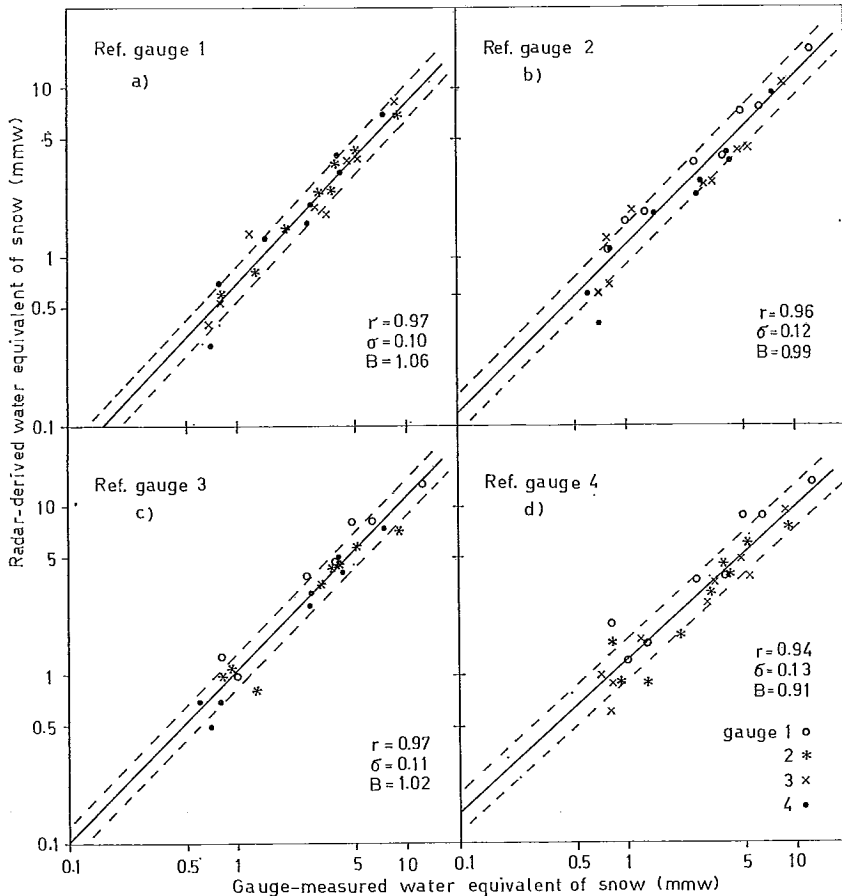 Ref. gauge 1
a)
10
5
1
0.5
0.1
r = 0.97
σ = 0.10
B = 1.06
Ref. gauge 2
b)
r = 0.96
σ = 0.12
B = 0.99
Radar-derived water equivalent of snow (mmw)
Ref. gauge 3
c)
10
5
1
0.5
0.1
r = 0.97
σ = 0.11
B = 1.02
Ref. gauge 4
d)
r = 0.94
σ = 0.13
B = 0.91
gauge 1 o
2 *
3 ×
4 •
0.1 0.5 1 5 10
0.1 0.5 1 5 10
Gauge-measured water equivalent of snow (mmw)